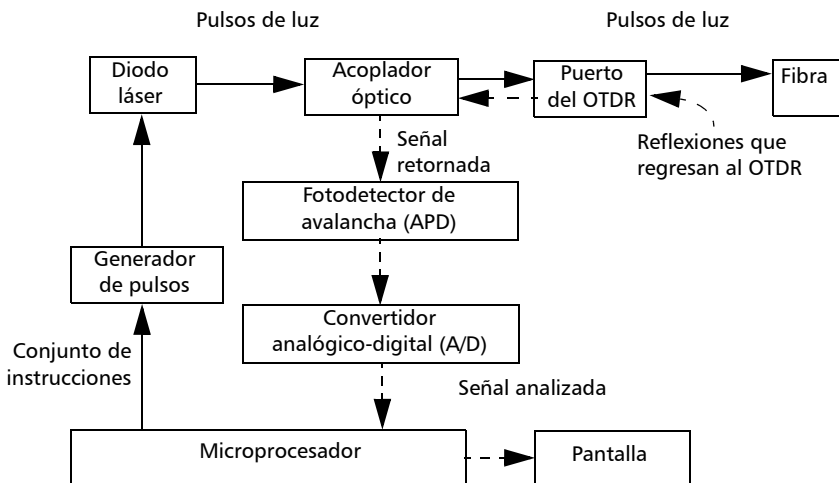 Pulsos de luz
Pulsos de luz
Diodo
láser
Acoplador
óptico
Puerto
del OTDR
Fibra
Señal
retornada
Reflexiones que
regresan al OTDR
Fotodetector de
avalancha (APD)
Generador
de pulsos
Convertidor
analógico-digital (A/D)
Conjunto de
instrucciones
Señal analizada
Microprocesador
Pantalla